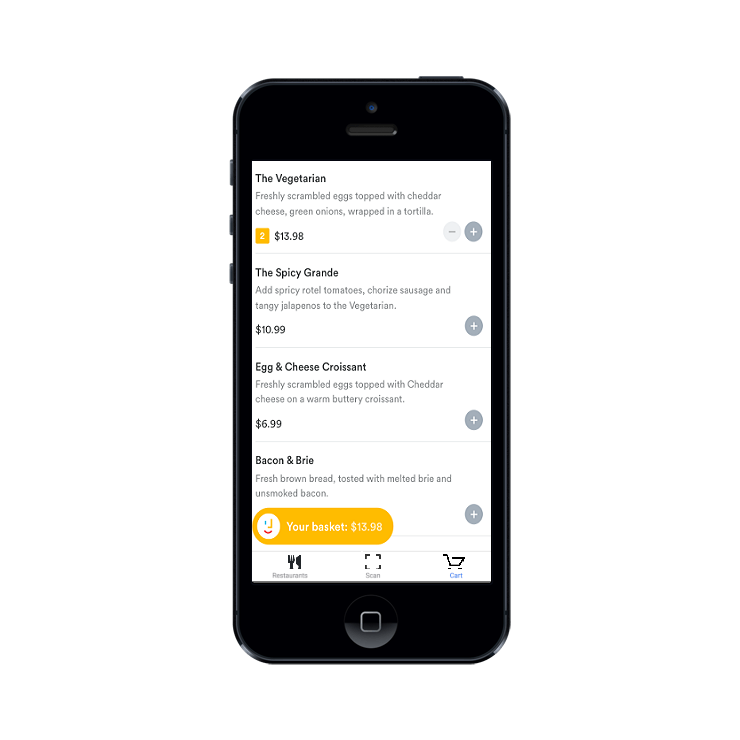 The Vegetarian
Freshly scrambled eggs topped with cheddar
cheese, green onions, wrapped in a tortilla.
2 $13.98
The Spicy Grande
Add spricy rotel tomatoes, chorize sausage and
tangy jalapenos to the Vegetarian.
$10.99
Egg & Cheese Croissant
Freshly scrambled eggs topped with Cheddar
cheese on a warm buttery croissant.
$6.99
Bacon & Brie
Fresh brown bread, tosted with melted brie and
unsmoked bacon.
Your basket: $13.98
Restaurants Scan Cart